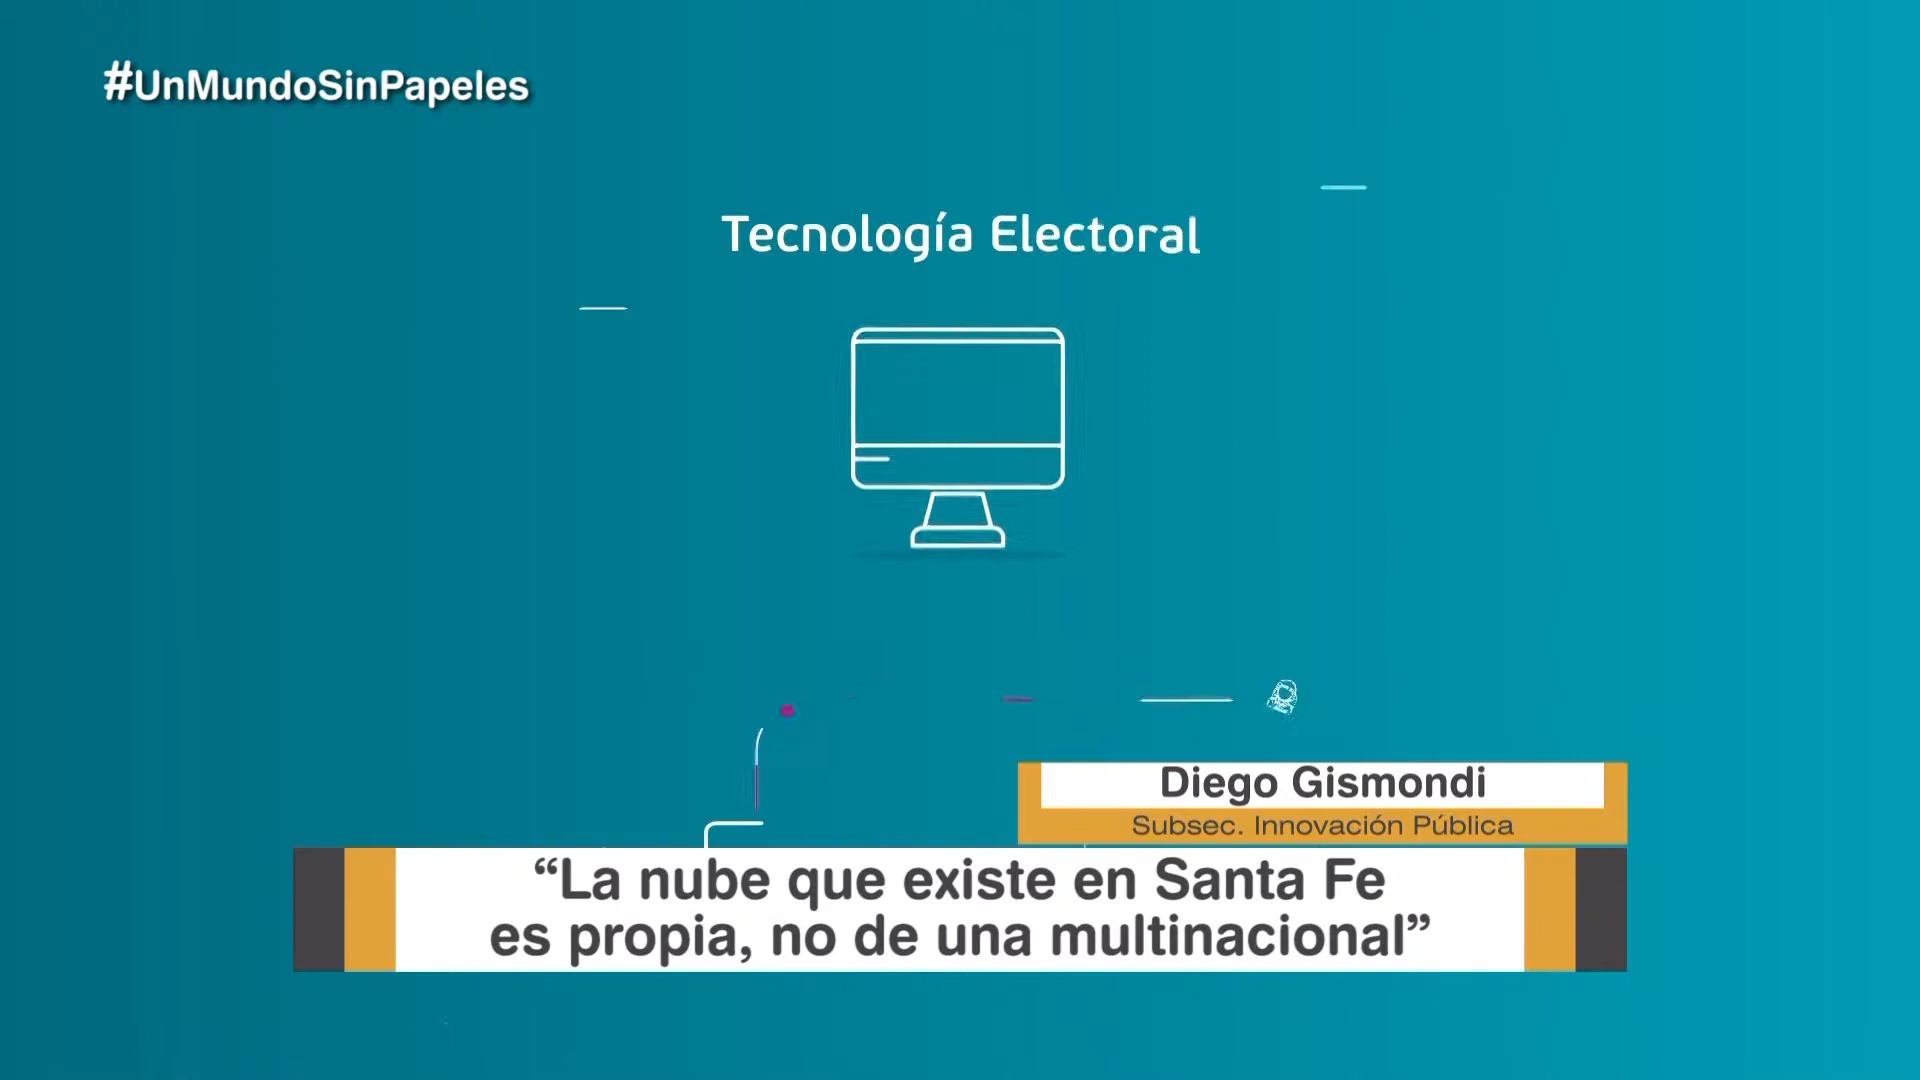 #UnMundoSinPapeles
Tecnología Electoral
Diego Gismondi
Subsec. Innovación Pública
“La nube que existe en Santa Fe
es propia, no de una multinacional”